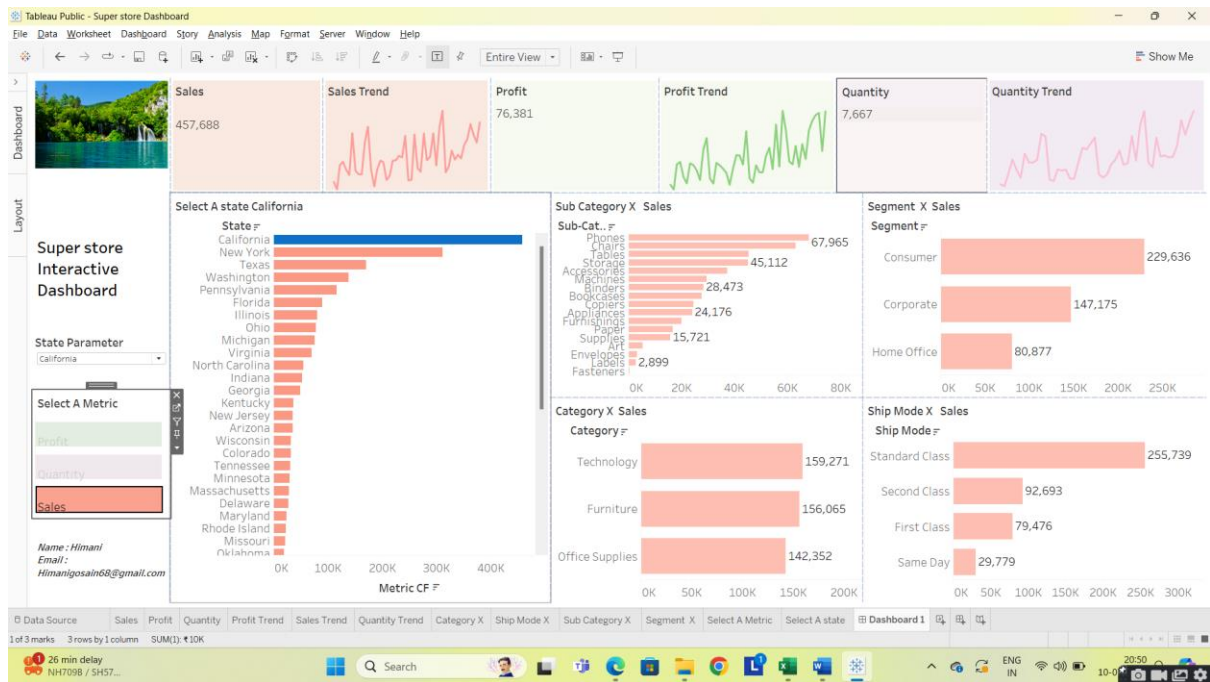 Tableau Public - Super store Dashboard
File Data Worksheet Dashboard Story Analysis Map Format Server Window Help
Entire View
Show Me
Dashboard
Layout
Sales
457,688
Sales Trend
Profit
76,381
Profit Trend
Quantity
7,667
Quantity Trend
Super store
Interactive
Dashboard
State Parameter
California
Select A Metric
Profit
Quantity
Sales
Name : Himani
Email :
Himanigosain68@gmail.com
Select A state California
State
California
New York
Texas
Washington
Pennsylvania
Florida
Illinois
Ohio
Michigan
Virginia
North Carolina
Indiana
Georgia
Kentucky
New Jersey
Arizona
Wisconsin
Colorado
Tennessee
Minnesota
Massachusetts
Delaware
Maryland
Rhode Island
Missouri
Oklahoma
0K 100K 200K 300K 400K
Metric CF
Sub Category X Sales
Sub-Cat..
Phones
Chairs 67,965
Tables
Storage 45,112
Accessories
Machines
Binders 28,473
Bookcases
Copiers
Appliances 24,176
Furnishings
Paper
Supplies 15,721
Art
Envelopes
Labels 2,899
Fasteners
0K 20K 40K 60K 80K
Segment X Sales
Segment
Consumer 229,636
Corporate 147,175
Home Office 80,877
0K 50K 100K 150K 200K 250K
Category X Sales
Category
Technology 159,271
Furniture 156,065
Office Supplies 142,352
0K 50K 100K 150K 200K
Ship Mode X Sales
Ship Mode
Standard Class 255,739
Second Class 92,693
First Class 79,476
Same Day 29,779
0K 50K 100K 150K 200K 250K 300K
Data Source Sales Profit Quantity Profit Trend Sales Trend Quantity Trend Category X Ship Mode X Sub Category X Segment X Select A Metric Select A state Dashboard 1
1 of 3 marks 3 rows by 1 column SUM(1): ₹10K
1
26 min delay
NH709B / SH57...
Search
ENG
IN
20:50
10-0